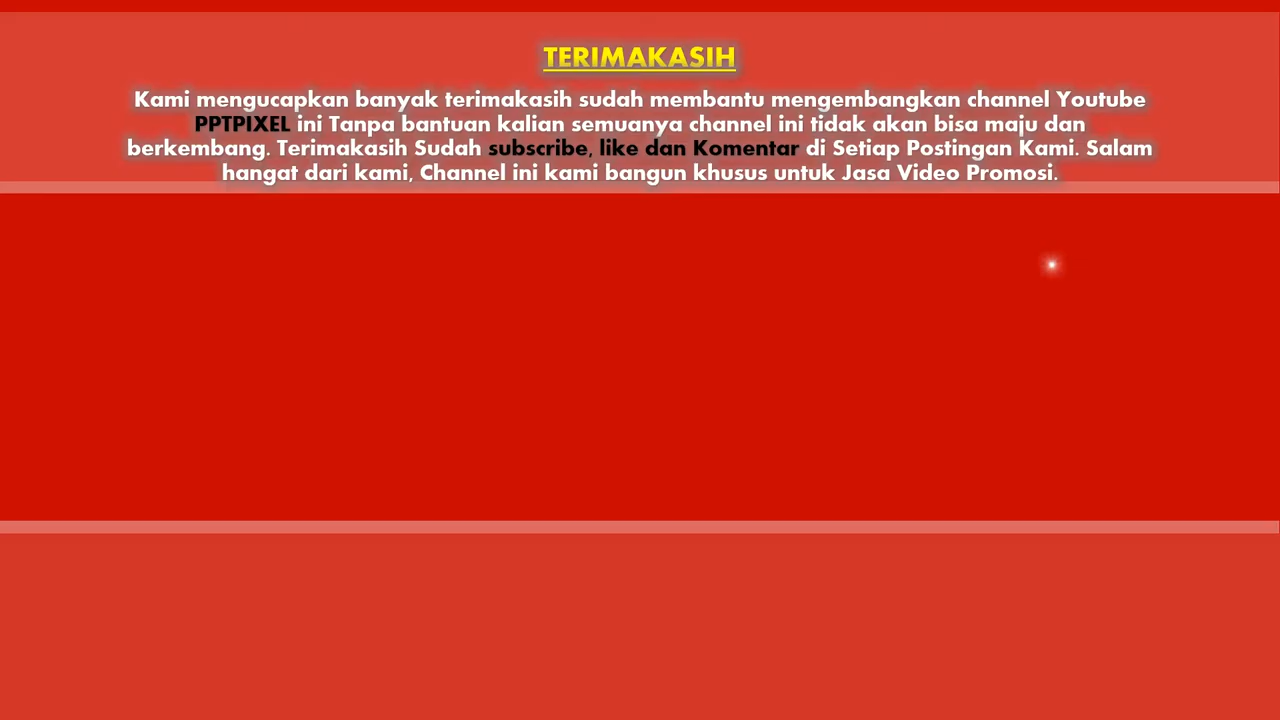 TERIMAKASIH
Kami mengucapkan banyak terimakasih sudah membantu mengembangkan channel Youtube
PPTPIXEL ini Tanpa bantuan kalian semuanya channel ini tidak akan bisa maju dan
berkembang. Terimakasih Sudah subscribe, like dan Komentar di Setiap Postingan Kami. Salam
hangat dari kami, Channel ini kami bangun khusus untuk Jasa Video Promosi.